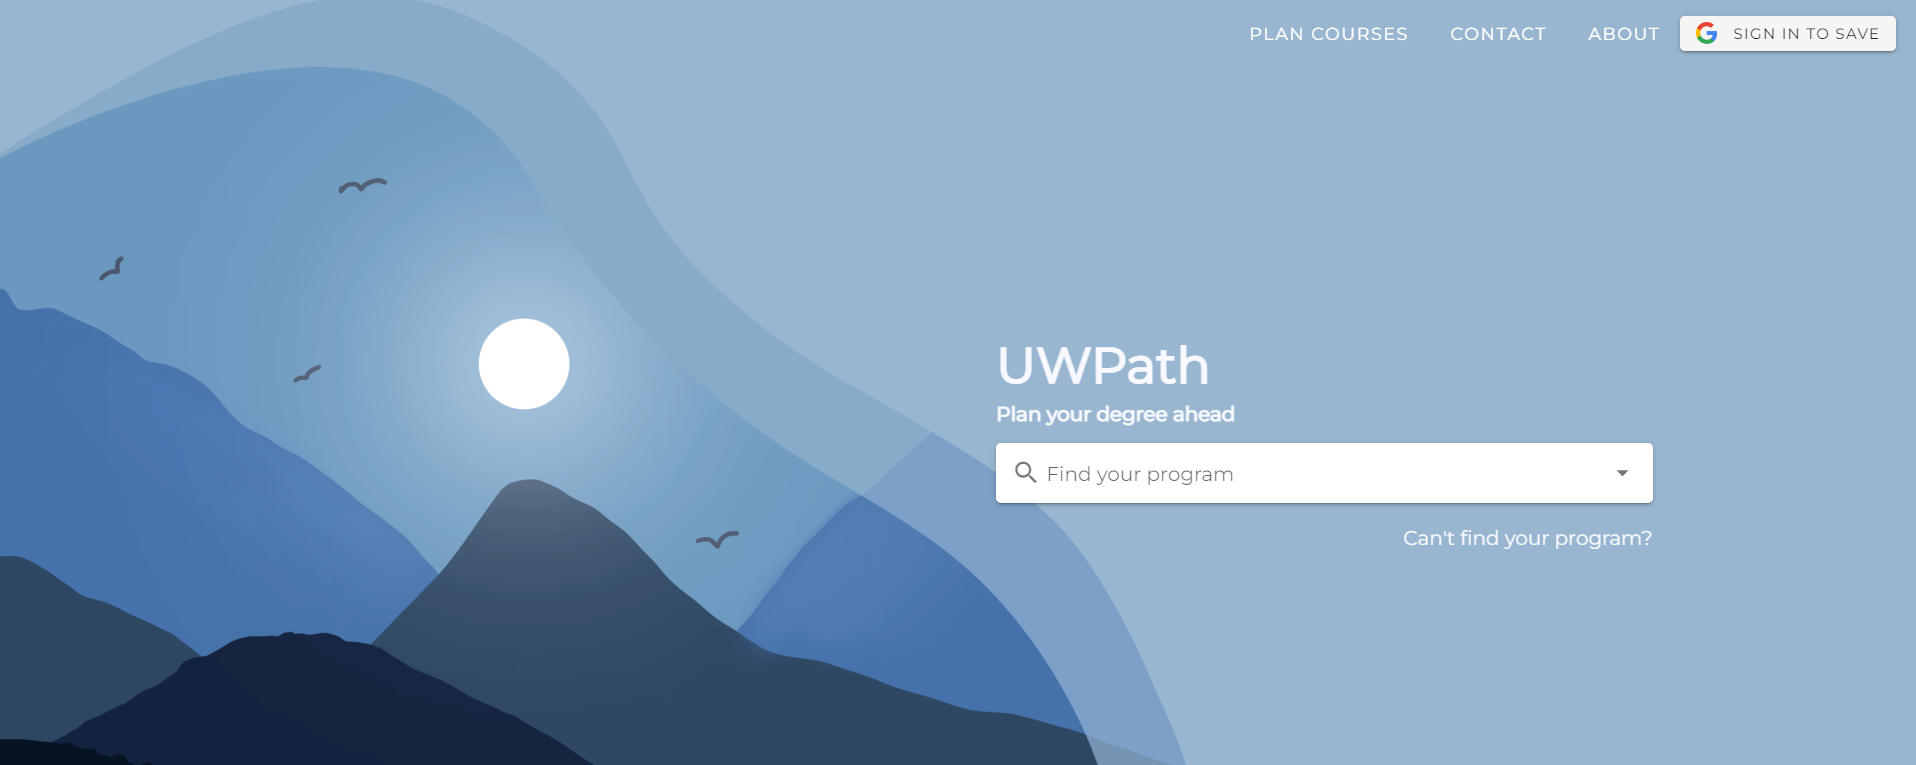 PLAN COURSES CONTACT ABOUT SIGN IN TO SAVE
UWPath
Plan your degree ahead
Find your program
Can't find your program?